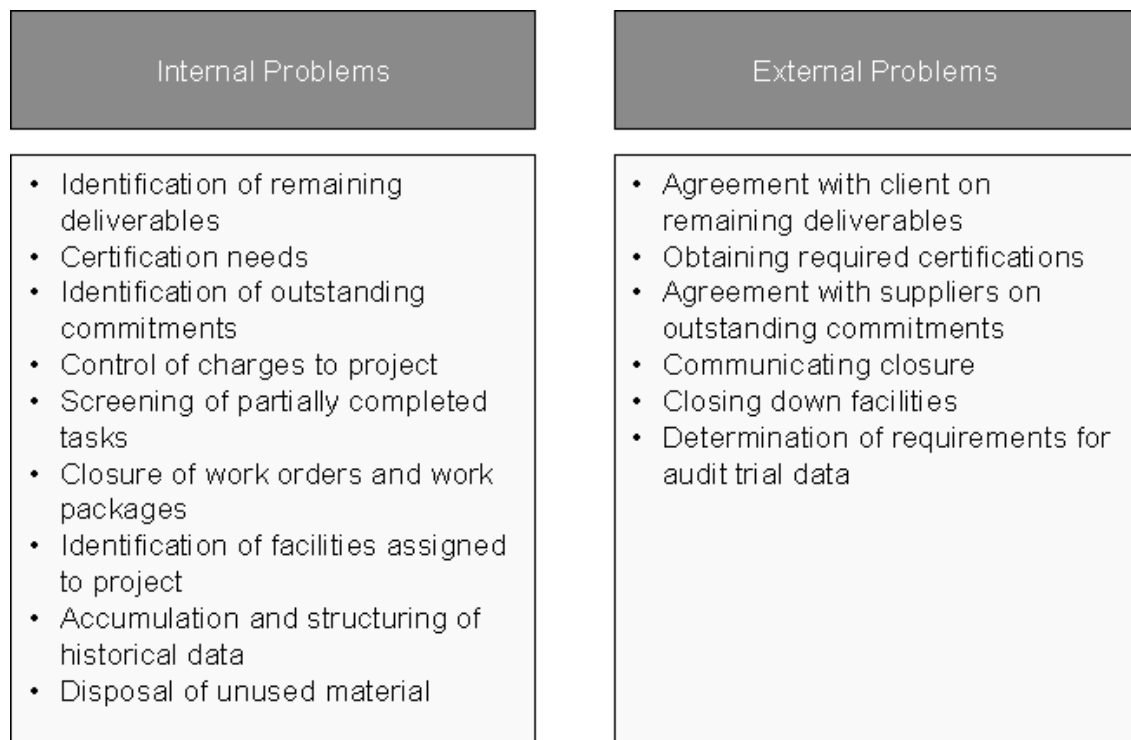 Internal Problems
• Identification of remaining
deliverables
• Certification needs
• Identification of outstanding
commitments
• Control of charges to project
• Screening of partially completed
tasks
• Closure of work orders and work
packages
• Identification of facilities assigned
to project
• Accumulation and structuring of
historical data
• Disposal of unused material
External Problems
• Agreement with client on
remaining deliverables
• Obtaining required certifications
• Agreement with suppliers on
outstanding commitments
• Communicating closure
• Closing down facilities
• Determination of requirements for
audit trial data